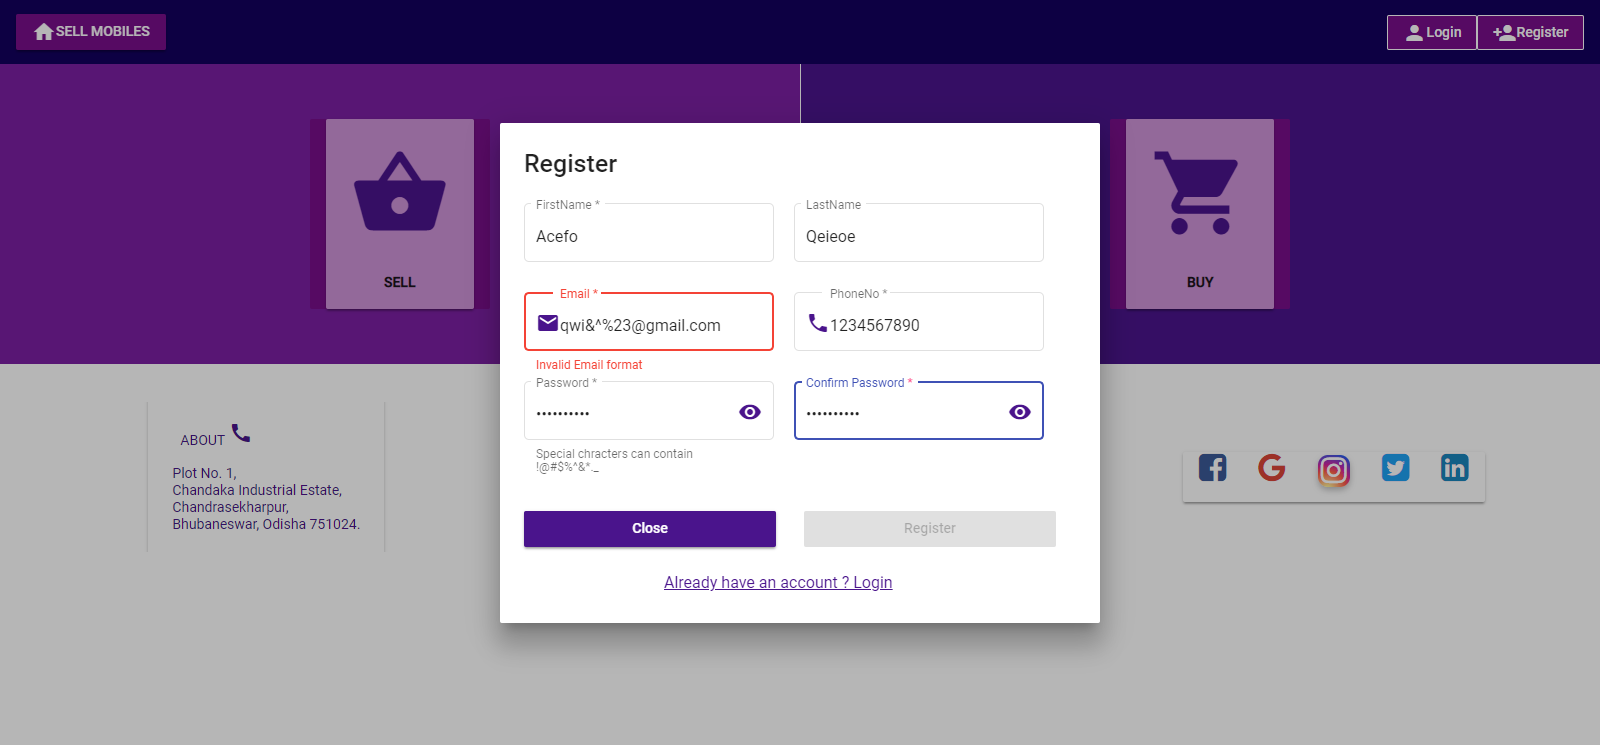 SELL MOBILES
Login
Register
SELL
BUY
Register
FirstName *
LastName
Acefo
Qeieoe
Email *
PhoneNo *
qwi&^%23@gmail.com
1234567890
Invalid Email format
Password *
Confirm Password *
••••••••••
••••••••••
Special chracters can contain
!@#$%^&*._
Close
Register
Already have an account ? Login
ABOUT
Plot No. 1,
Chandaka Industrial Estate,
Chandrasekharpur,
Bhubaneswar, Odisha 751024.